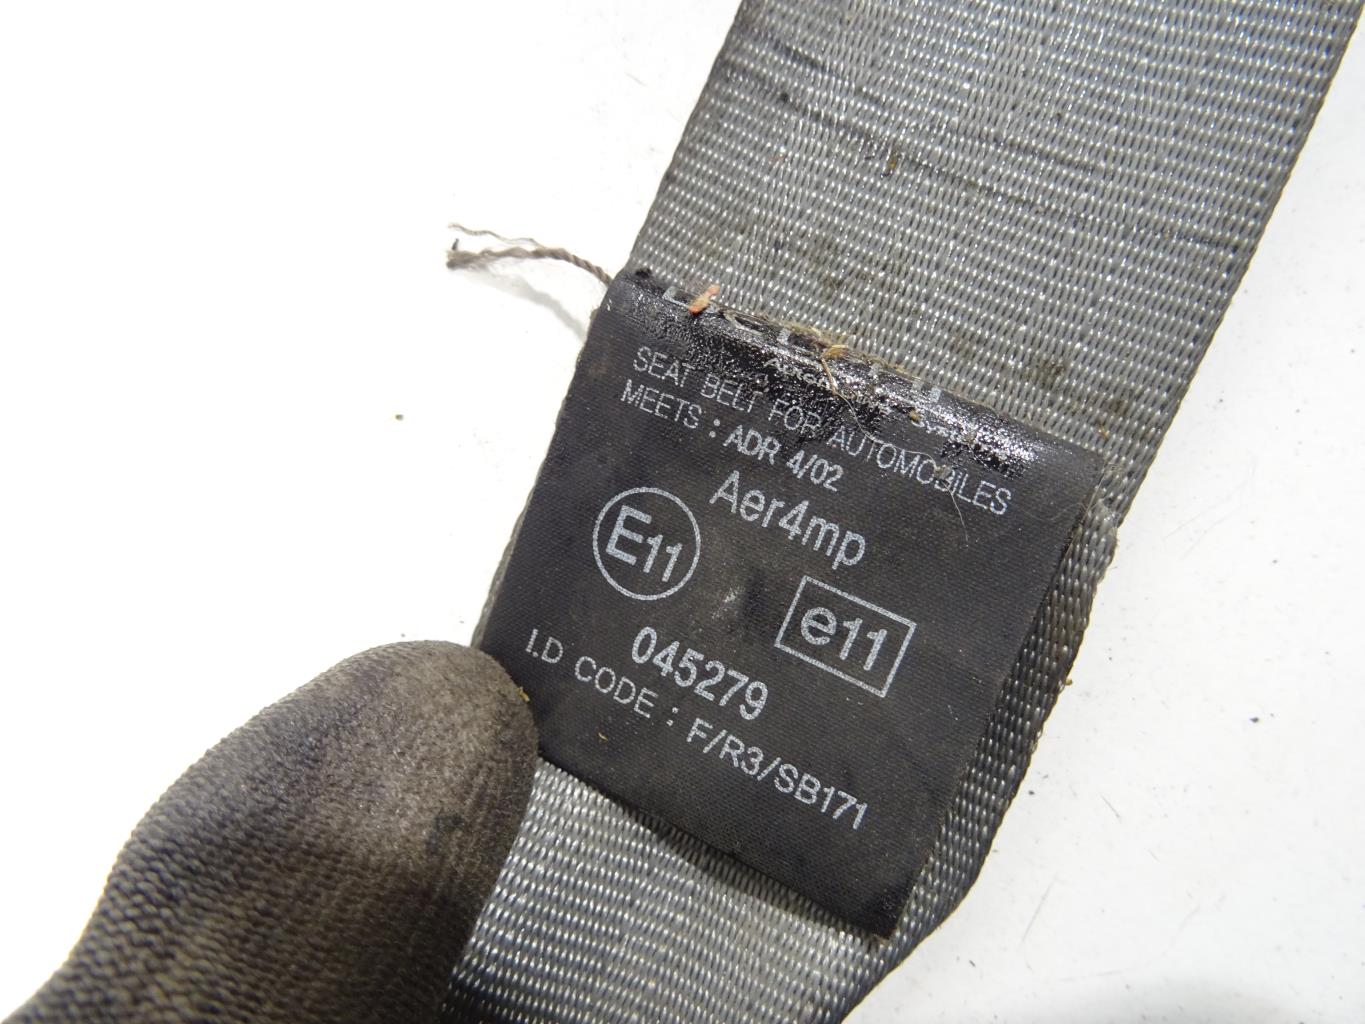 SEAT BELT FOR AUTOMOBILES
MEETS : ADR 4/02
Aer4mp
E11
e11
045279
I.D CODE : F/R3/SB171